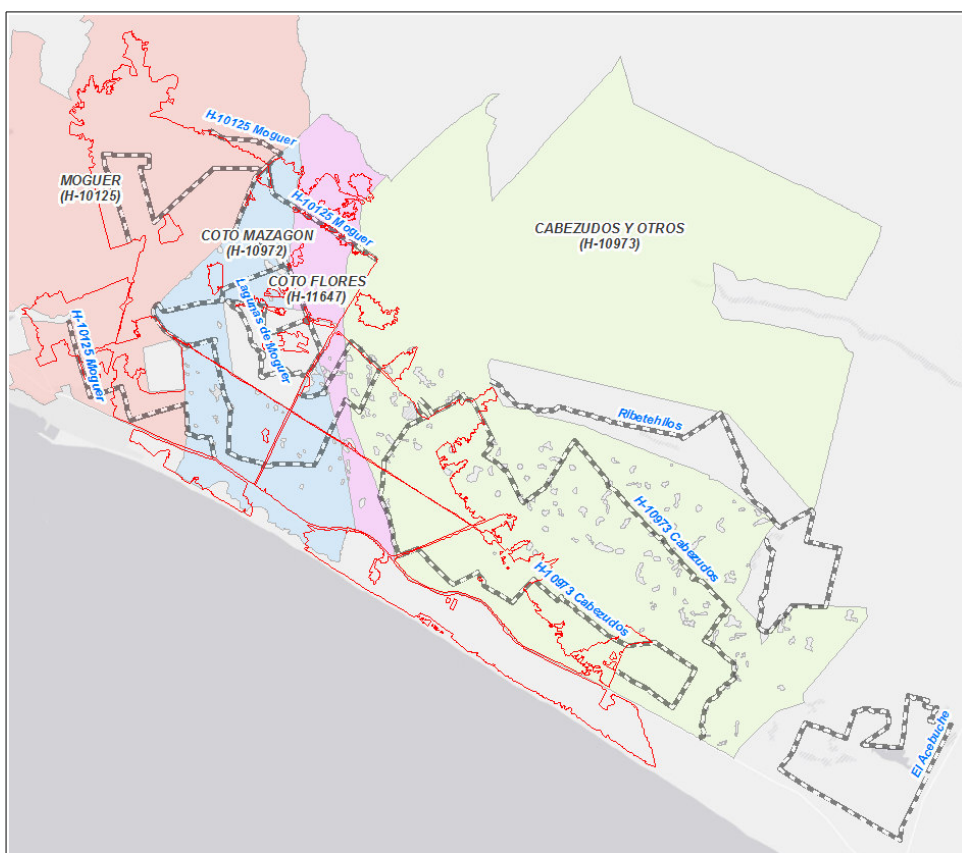 H-10125 Moguer
MOGUER
(H-10125)
H-10125 Moguer
COTO MAZAGON
(H-10972)
CABEZUDOS Y OTROS
(H-10973)
COTO FLORES
(H-11647)
Lagunas de Moguer
H-10125 Moguer
Ribetehilos
H-10973 Cabezudos
H-10973 Cabezudos
El Acebuche